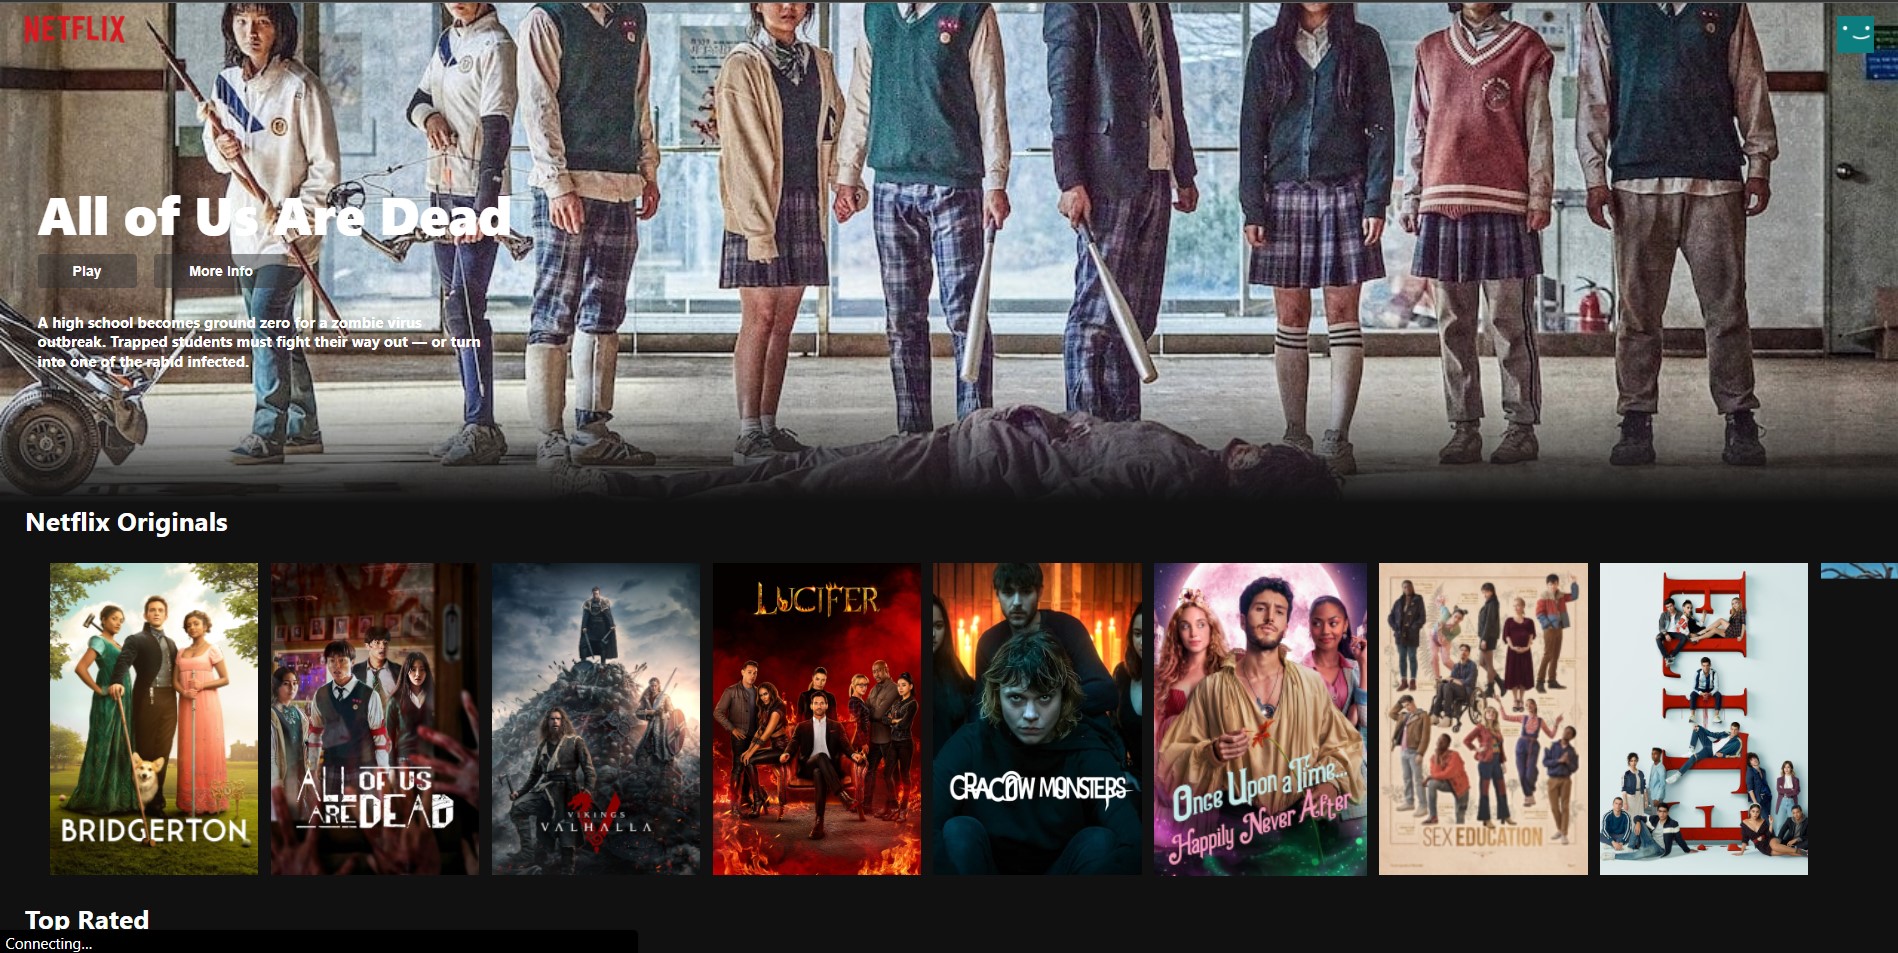 NETFLIX
All of Us Are Dead
Play
More Info
A high school becomes ground zero for a zombie virus
outbreak. Trapped students must fight their way out — or turn
into one of the rabid infected.
Netflix Originals
BRIDGERTON
ALL OF US
ARE DEAD
VIKINGS
VALHALLA
LUCIFER
CRACOW MONSTERS
Once Upon a Time...
Happily Never After
SEX EDUCATION
ELITE
Top Rated
Connecting...